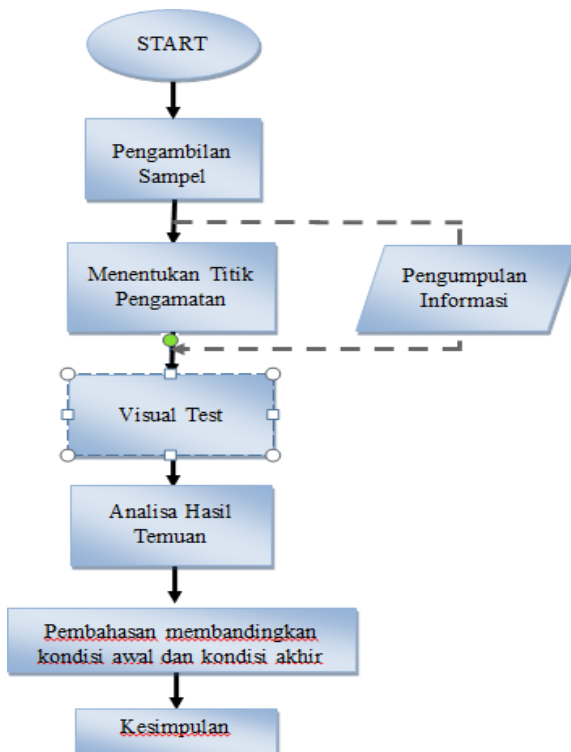 START
Pengambilan
Sampel
Menentukan Titik
Pengamatan
Pengumpulan
Informasi
Visual Test
Analisa Hasil
Temuan
Pembahasan membandingkan
kondisi awal dan kondisi akhir
Kesimpulan